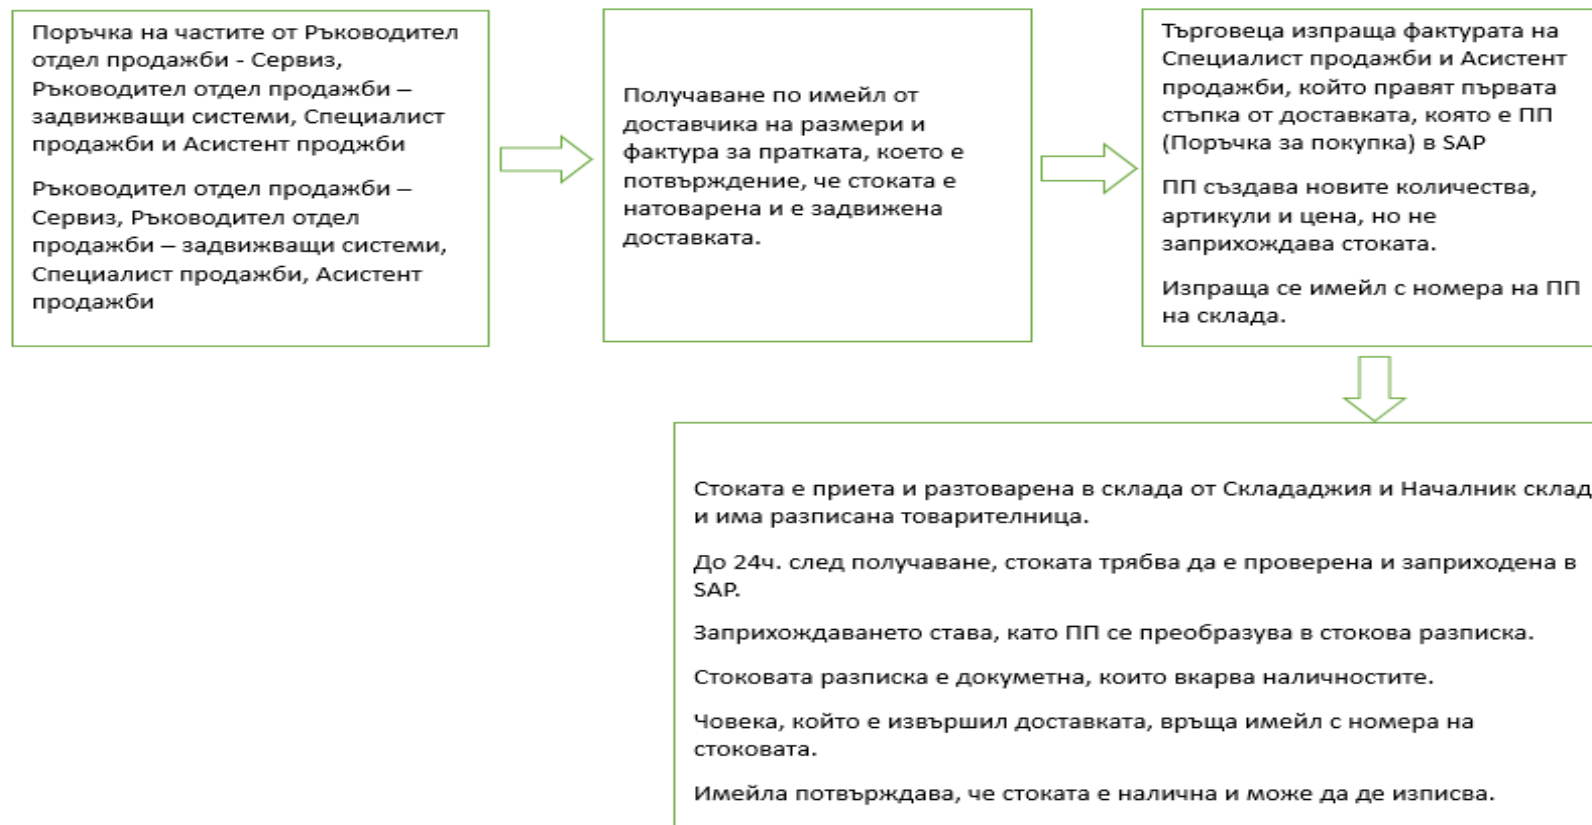 Поръчка на частите от Ръководител
отдел продажби - Сервиз,
Ръководител отдел продажби –
задвижващи системи, Специалист
продажби и Асистент проджби
Ръководител отдел продажби –
Сервиз, Ръководител отдел
продажби – задвижващи системи,
Специалист продажби, Асистент
продажби
Получаване по имейл от
доставчика на размери и
фактура за пратката, което е
потвърждение, че стоката е
натоварена и е задвижена
доставката.
Търговеца изпраща фактурата на
Специалист продажби и Асистент
продажби, който правят първата
стъпка от доставката, която е ПП
(Поръчка за покупка) в SAP
ПП създава новите количества,
артикули и цена, но не
заприхождава стоката.
Изпраща се имейл с номера на ПП
на склада.
Стоката е приета и разтоварена в склада от Склададжия и Началник склад
и има разписана товарителница.
До 24ч. след получаване, стоката трябва да е проверена и заприходена в
SAP.
Заприхождаването става, като ПП се преобразува в стокова разписка.
Стоковата разписка е документна, които вкарва наличностите.
Човека, който е извършил доставката, връща имейл с номера на
стоковата.
Имейла потвърждава, че стоката е налична и може да де изписва.